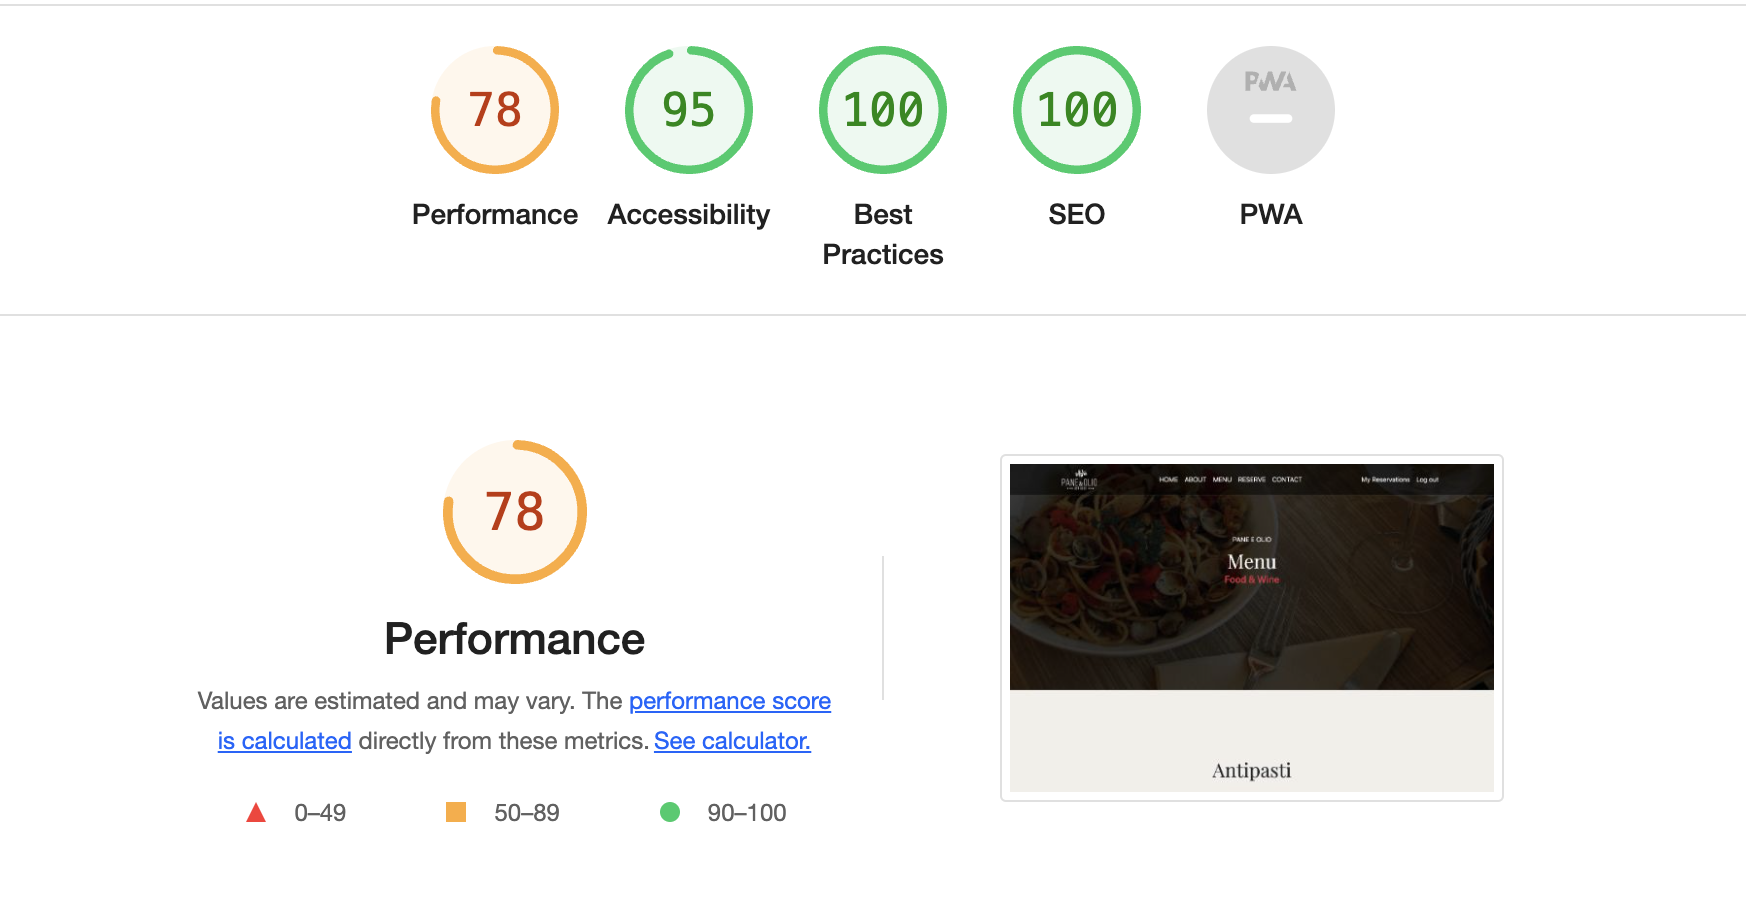 78
95
100
100
PWA
Performance
Accessibility
Best
Practices
SEO
PWA
78
Performance
Values are estimated and may vary. The performance score
is calculated directly from these metrics. See calculator.
0–49
50–89
90–100
PANE & OLIO
HOME ABOUT MENU RESERVE CONTACT
My Reservations Log out
PANE E OLIO
Menu
Food & Wine
Antipasti